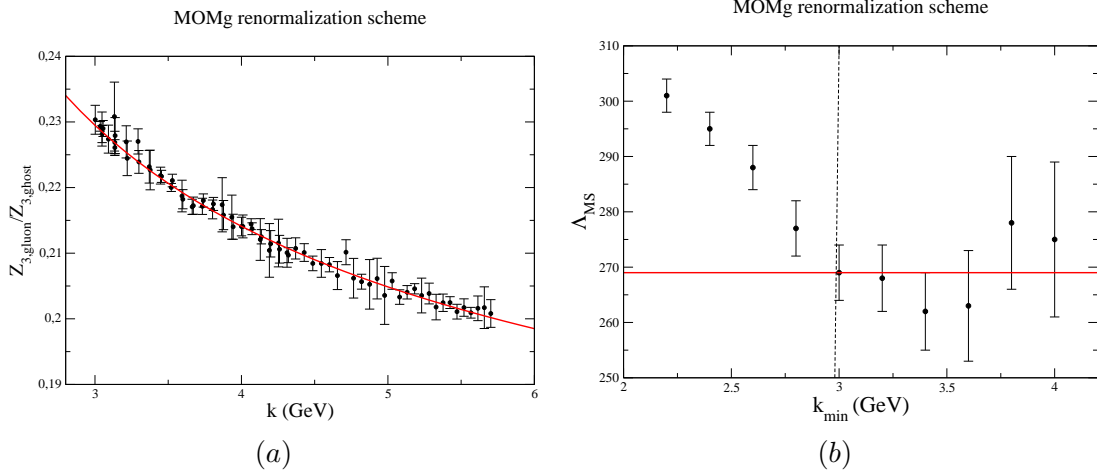 MOMg renormalization scheme
0,24
0,23
0,22
0,21
0,2
0,19
Z3,gluon/Z3,ghost
3
4
5
6
k (GeV)
(a)
MOMg renormalization scheme
310
300
290
280
270
260
250
ΛMS
2
2.5
3
3.5
4
kmin (GeV)
(b)